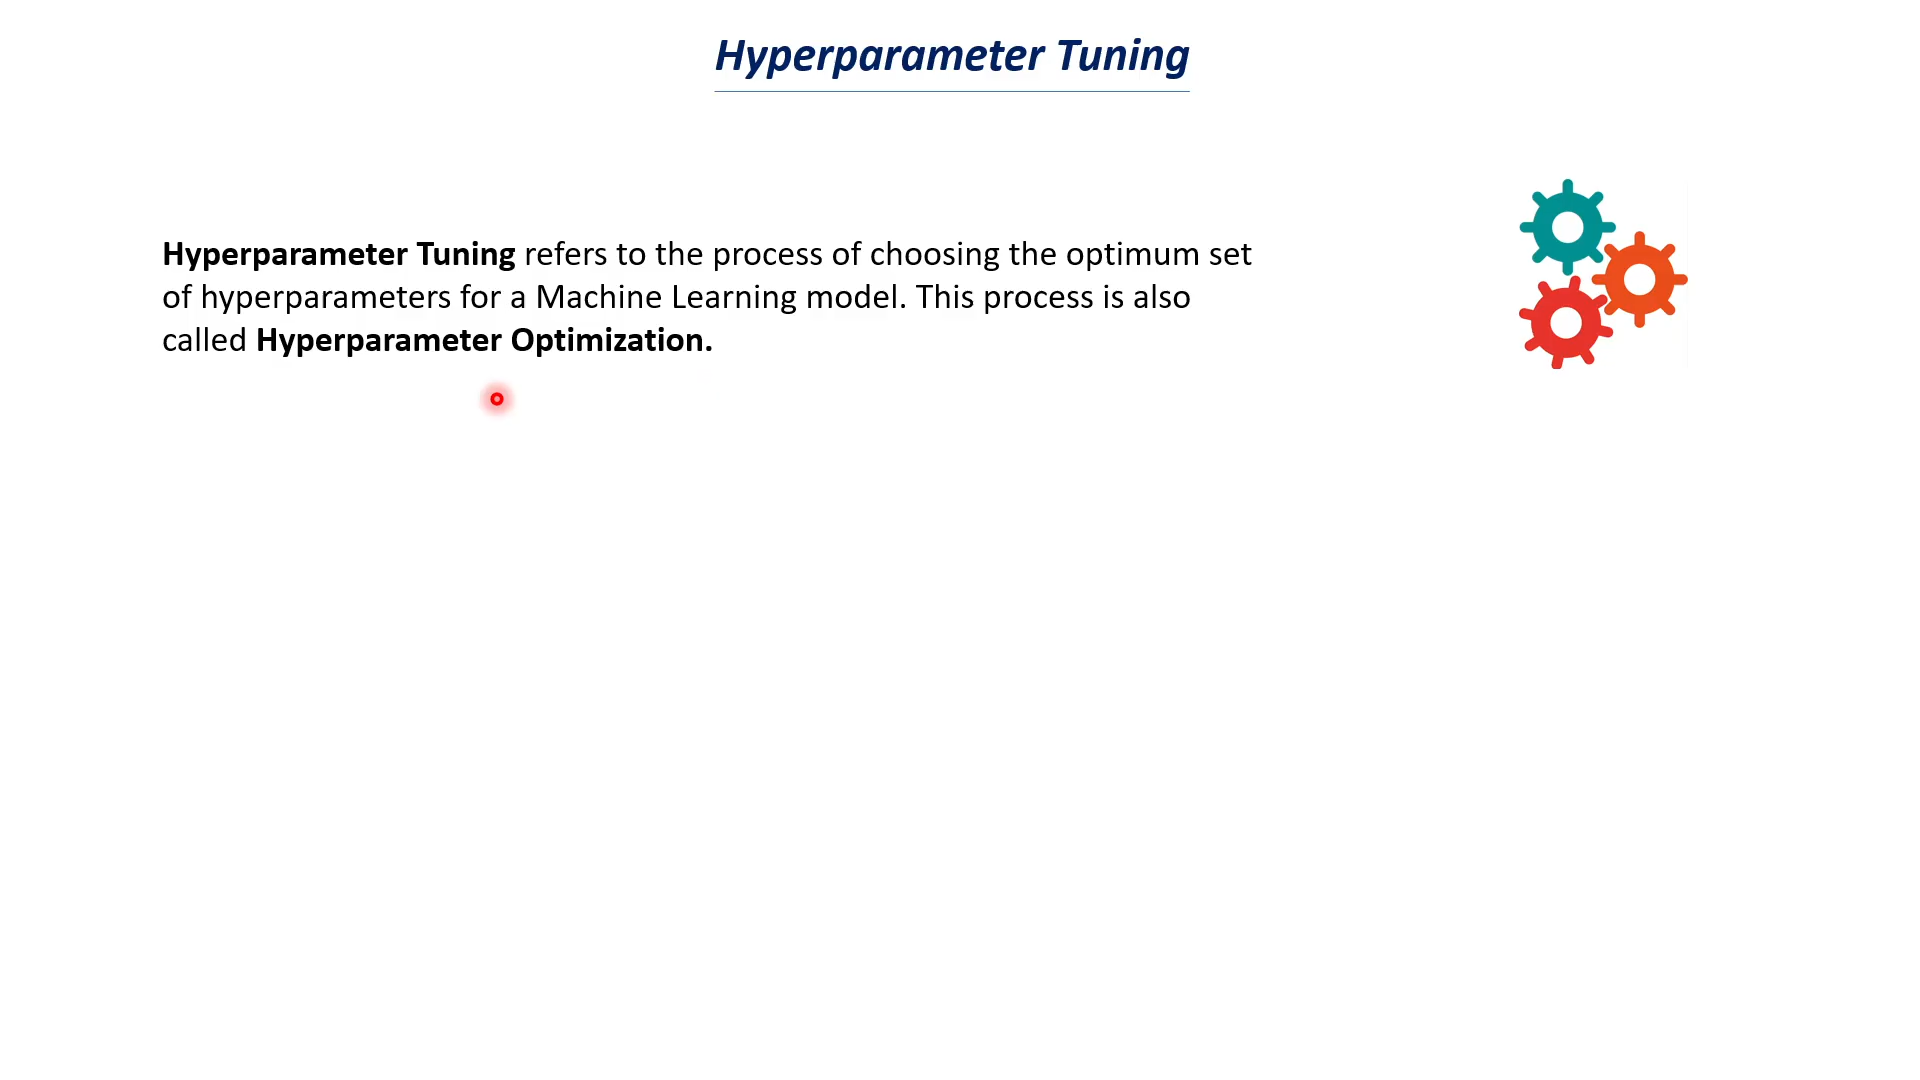 Hyperparameter Tuning
Hyperparameter Tuning refers to the process of choosing the optimum set
of hyperparameters for a Machine Learning model. This process is also
called Hyperparameter Optimization.